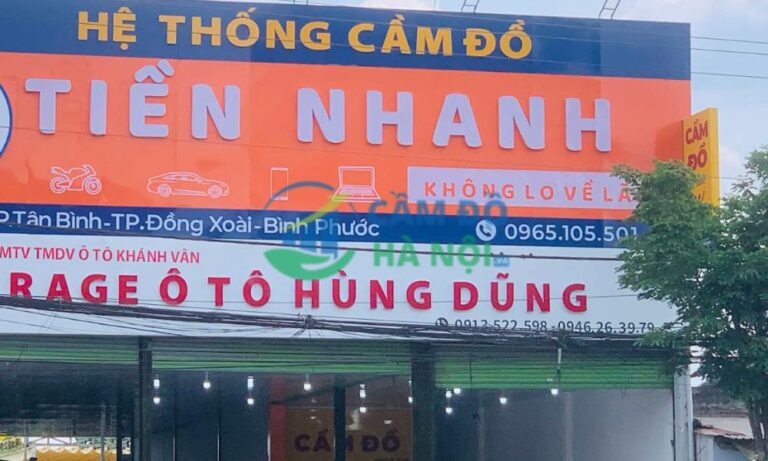 HỆ THỐNG CẦM ĐỒ
TIỀN NHANH
KHÔNG LO VỀ LÃ
P.Tân Bình-TP.Đồng Xoài-Bình Phước
0965.105.501
CẦM ĐỒ
HÀ NỘI
MTV TMDV Ô TÔ KHÁNH VÂN
RAGE Ô TÔ HÙNG DŨNG
0912.522.598 -0946.26.39.79
CẦM
ĐỒ
CẦM ĐỒ